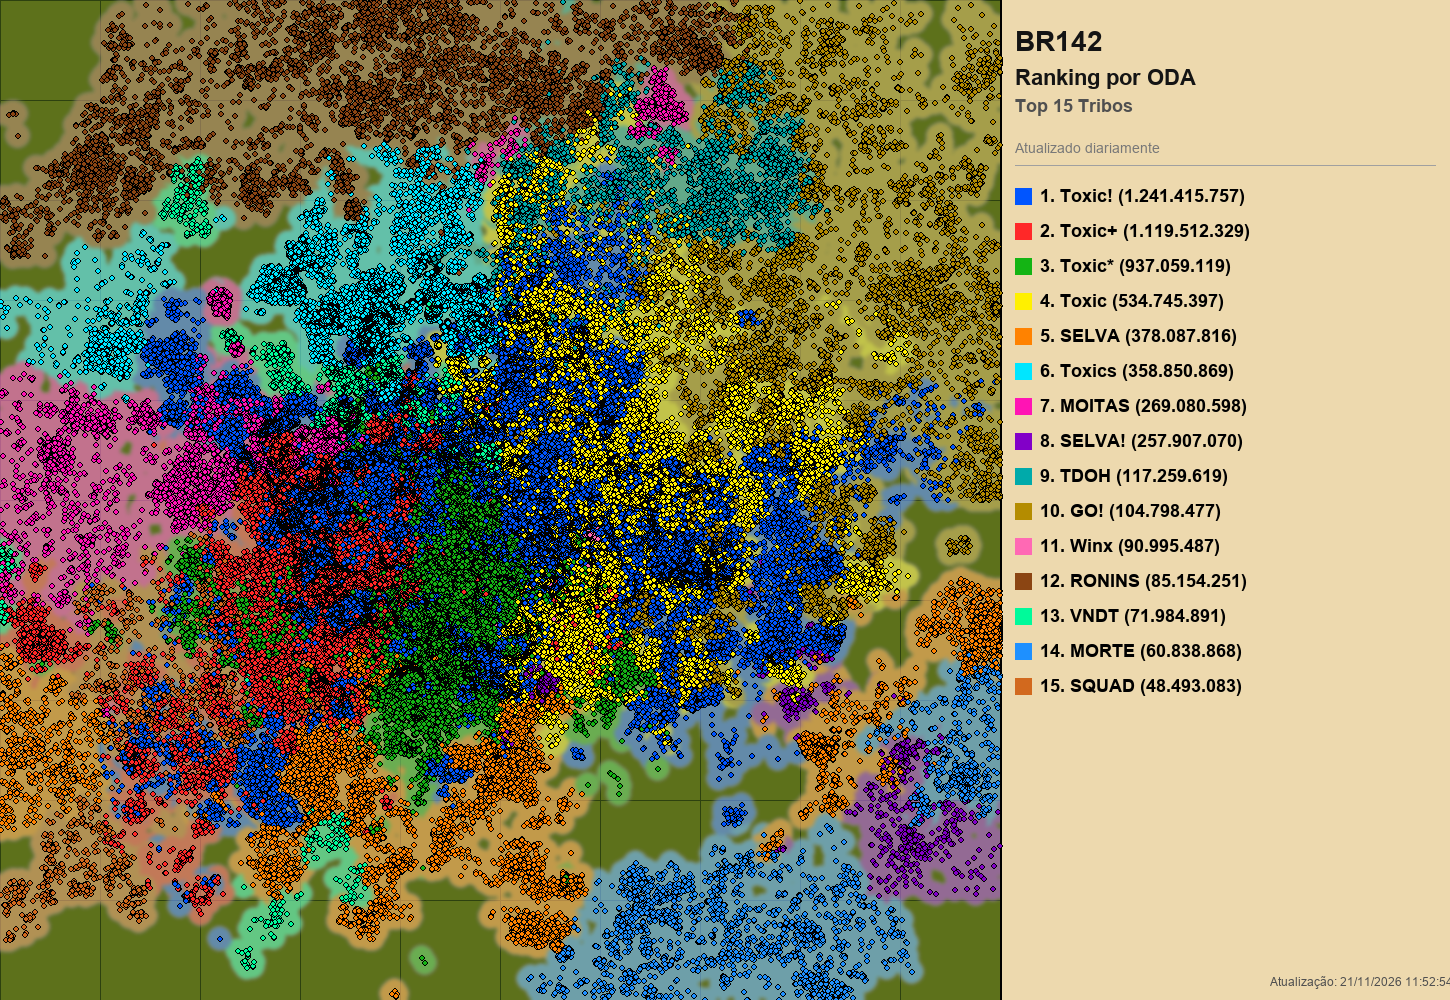 BR142
Ranking por ODA
Top 15 Tribos
Atualizado diariamente
1. Toxic! (1.241.415.757)
2. Toxic+ (1.119.512.329)
3. Toxic* (937.059.119)
4. Toxic (534.745.397)
5. SELVA (378.087.816)
6. Toxics (358.850.869)
7. MOITAS (269.080.598)
8. SELVA! (257.907.070)
9. TDOH (117.259.619)
10. GO! (104.798.477)
11. Winx (90.995.487)
12. RONINS (85.154.251)
13. VNDT (71.984.891)
14. MORTE (60.838.868)
15. SQUAD (48.493.083)
Atualização: 21/11/2026 11:52:54